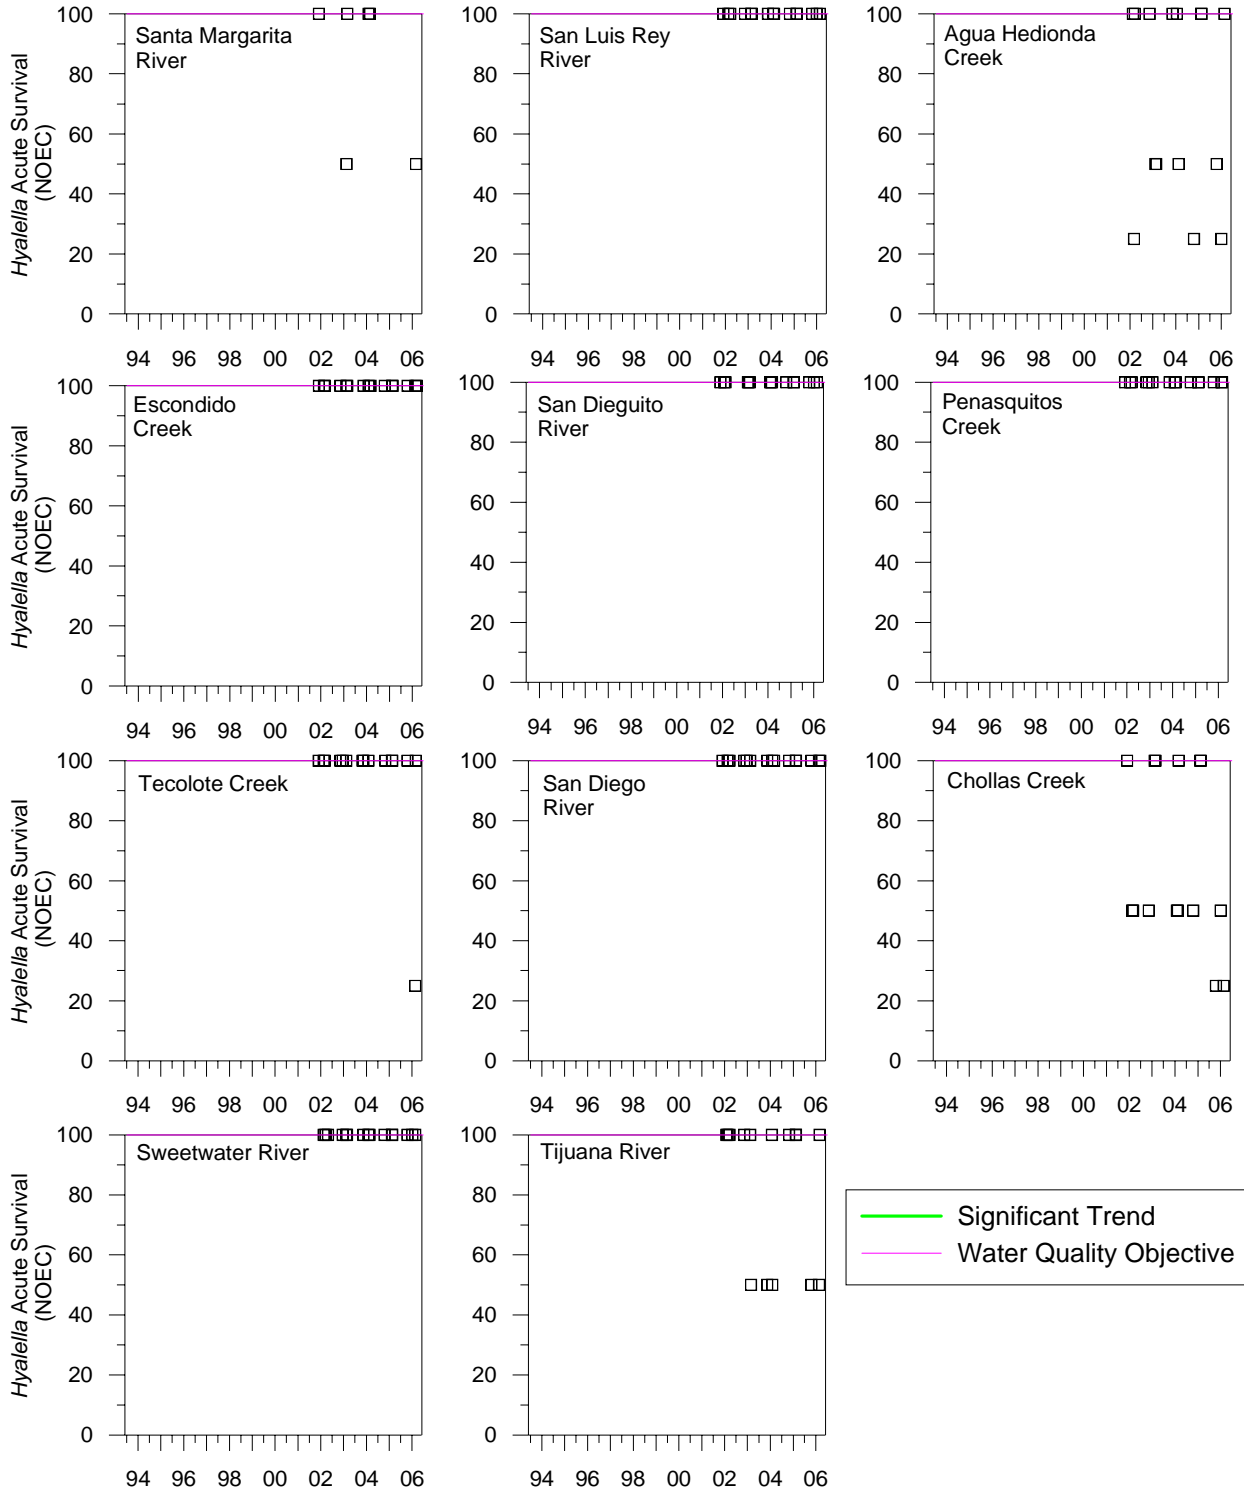 Hyalella Acute Survival
(NOEC)
100
80
60
40
20
0
Santa Margarita
River
94 96 98 00 02 04 06
100
80
60
40
20
0
San Luis Rey
River
94 96 98 00 02 04 06
100
80
60
40
20
0
Agua Hedionda
Creek
94 96 98 00 02 04 06
Hyalella Acute Survival
(NOEC)
100
80
60
40
20
0
Escondido
Creek
94 96 98 00 02 04 06
100
80
60
40
20
0
San Dieguito
River
94 96 98 00 02 04 06
100
80
60
40
20
0
Penasquitos
Creek
94 96 98 00 02 04 06
Hyalella Acute Survival
(NOEC)
100
80
60
40
20
0
Tecolote Creek
94 96 98 00 02 04 06
100
80
60
40
20
0
San Diego
River
94 96 98 00 02 04 06
100
80
60
40
20
0
Chollas Creek
94 96 98 00 02 04 06
Hyalella Acute Survival
(NOEC)
100
80
60
40
20
0
Sweetwater River
94 96 98 00 02 04 06
100
80
60
40
20
0
Tijuana River
94 96 98 00 02 04 06
Significant Trend
Water Quality Objective